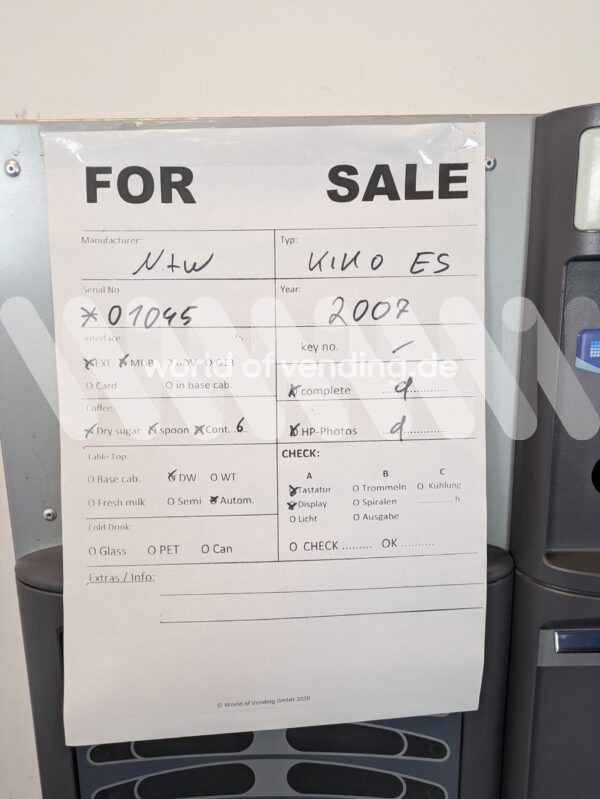 FOR SALE
Manufacturer: Typ:
N+W KIKO ES
Serial No. Year:
*01045 2007
Interface:
EXE MDB key no. –
world of vending.de
O Card O in base cab. complete
Coffee:
Dry sugar spoon Cont. 6 HP-Photos
Table Top: CHECK:
O Base cab. DW O WT A B C
Tastatur O Trommeln O Kühlung
O Fresh milk O Semi Autom. Display O Spiralen ..............h
Cold Drink: O Licht O Ausgabe
O Glass O PET O Can O CHECK ......... OK ..........
Extras / Info:
© World of Vending GmbH 2020